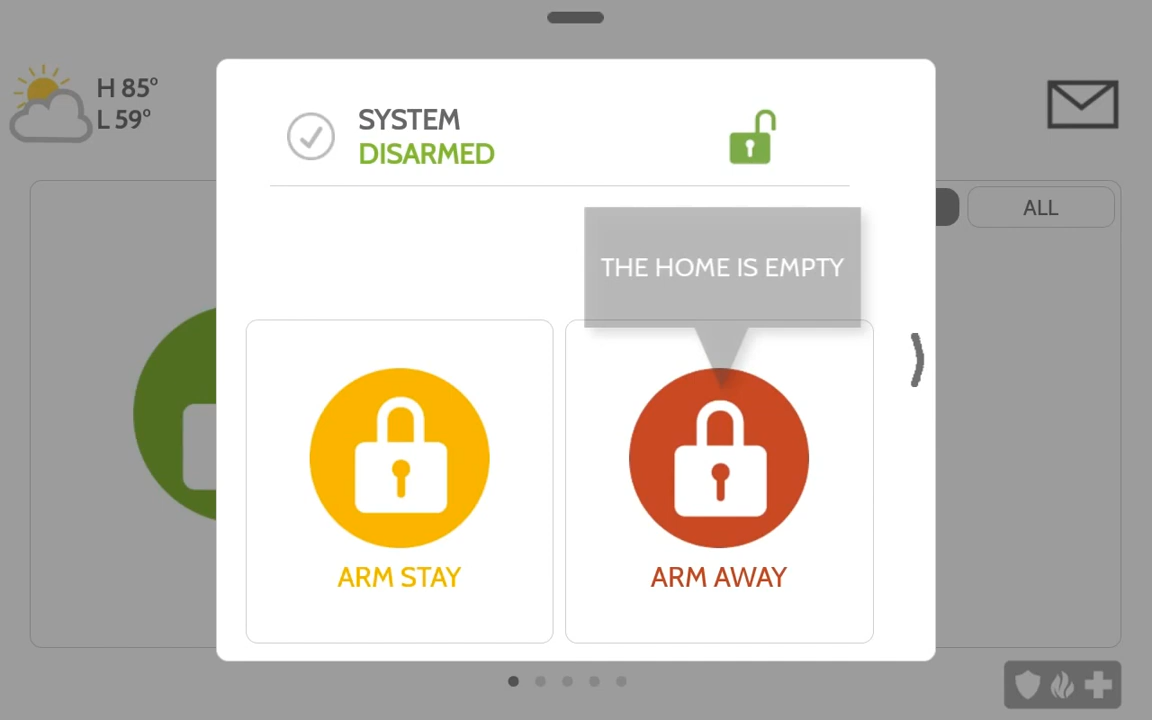 H 85°
L 59°
SYSTEM
DISARMED
ALL
THE HOME IS EMPTY
ARM STAY
ARM AWAY